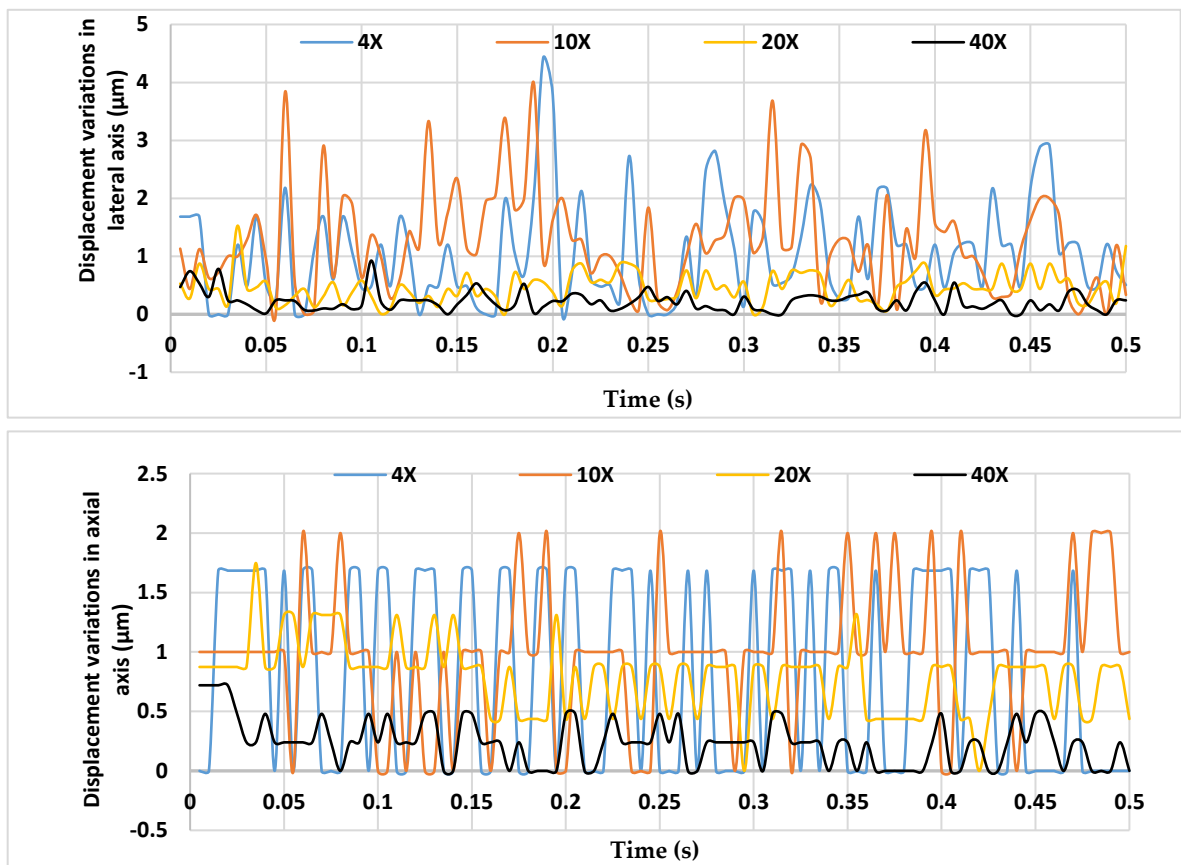 Displacement variations in
lateral axis (µm)
4X 10X 20X 40X
5
4
3
2
1
0
-1
0 0.05 0.1 0.15 0.2 0.25 0.3 0.35 0.4 0.45 0.5
Time (s)
Displacement variations in axial
axis (µm)
4X 10X 20X 40X
2.5
2
1.5
1
0.5
0
-0.5
0 0.05 0.1 0.15 0.2 0.25 0.3 0.35 0.4 0.45 0.5
Time (s)